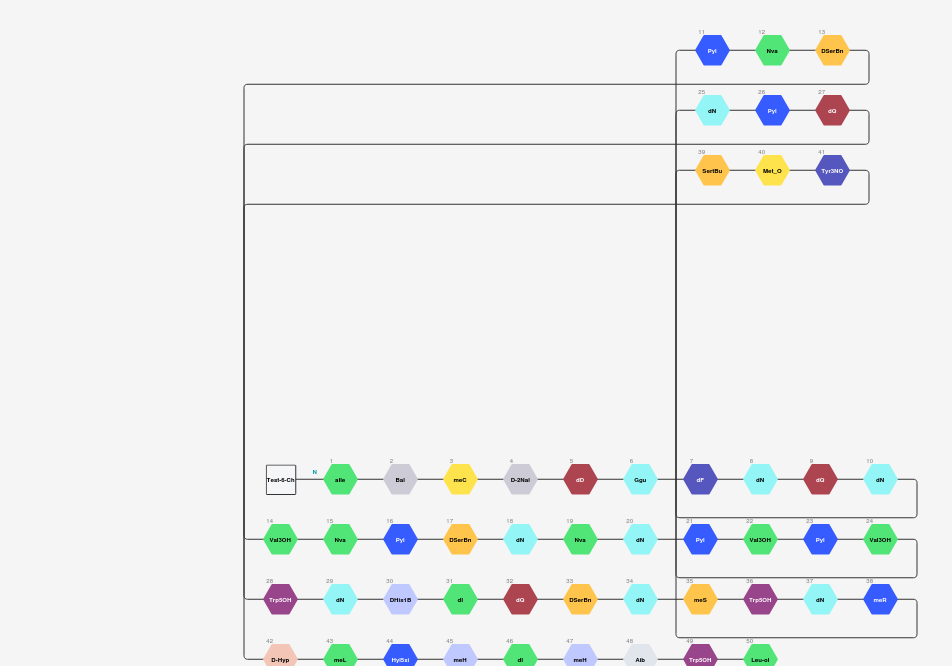 11 12 13
Pyl Nva DSerBn
25 26 27
dN Pyl dQ
39 40 41
SertBu Met_O Tyr3NO
N 1 2 3 4 5 6 7 8 9 10
Test-6-Ch aIle Bal meC D-2Nal dD Ggu dF dN dQ dN
14 15 16 17 18 19 20 21 22 23 24
Val3OH Nva Pyl DSerBn dN Nva dN Pyl Val3OH Pyl Val3OH
28 29 30 31 32 33 34 35 36 37 38
Trp5OH dN DHis1B dI dQ DSerBn dN meS Trp5OH dN meR
42 43 44 45 46 47 48 49 50
D-Hyp meL Hyl5xi meH dI meH Aib Trp5OH Leu-ol